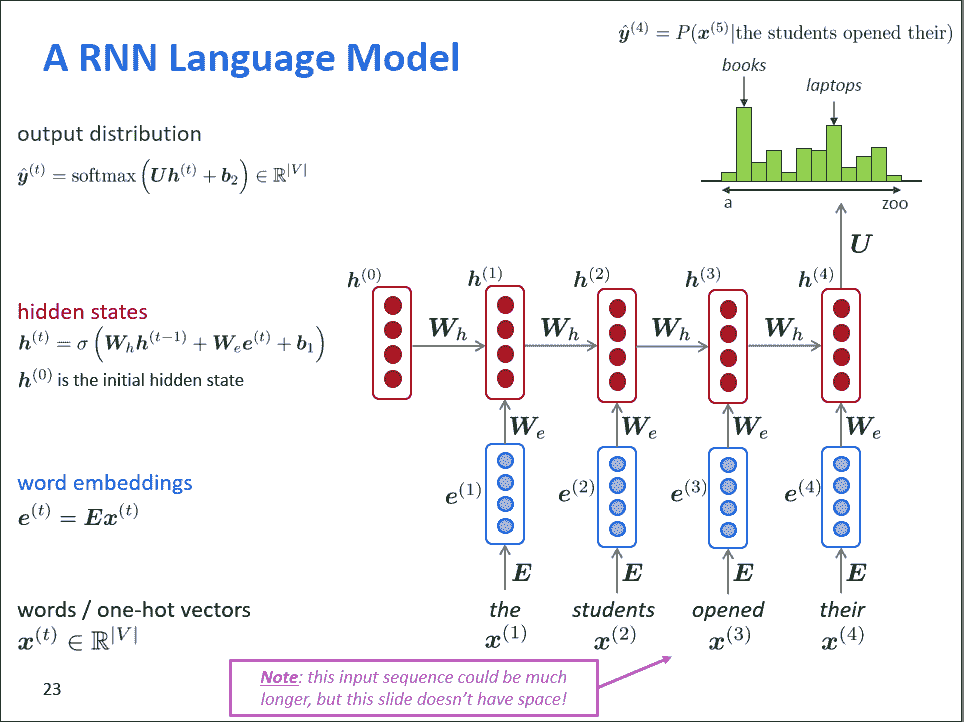 A RNN Language Model
ŷ⁽⁴⁾ = P(x⁽⁵⁾|the students opened their)
books
laptops
a
zoo
output distribution
ŷ⁽ᵗ⁾ = softmax(Uh⁽ᵗ⁾ + b₂) ∈ ℝ^|V|
U
h⁽⁰⁾ h⁽¹⁾ h⁽²⁾ h⁽³⁾ h⁽⁴⁾
hidden states
h⁽ᵗ⁾ = σ(W_h h⁽ᵗ⁻¹⁾ + W_e e⁽ᵗ⁾ + b₁)
h⁽⁰⁾ is the initial hidden state
W_h W_h W_h W_h
W_e W_e W_e W_e
word embeddings
e⁽ᵗ⁾ = Ex⁽ᵗ⁾
e⁽¹⁾ e⁽²⁾ e⁽³⁾ e⁽⁴⁾
E E E E
words / one-hot vectors
x⁽ᵗ⁾ ∈ ℝ^|V|
the students opened their
x⁽¹⁾ x⁽²⁾ x⁽³⁾ x⁽⁴⁾
Note: this input sequence could be much
longer, but this slide doesn't have space!
23